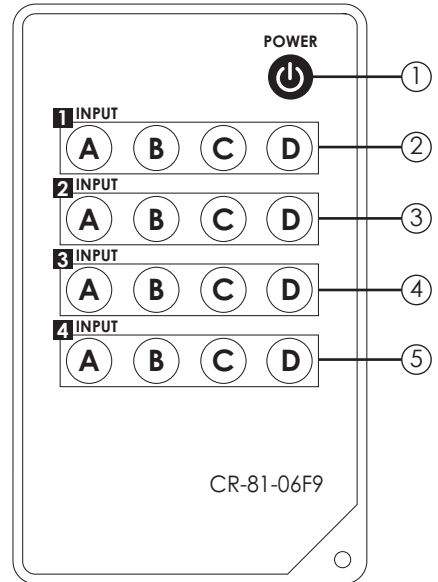 POWER
1
1 INPUT
A B C D 2
2 INPUT
A B C D 3
3 INPUT
A B C D 4
4 INPUT
A B C D 5
CR-81-06F9